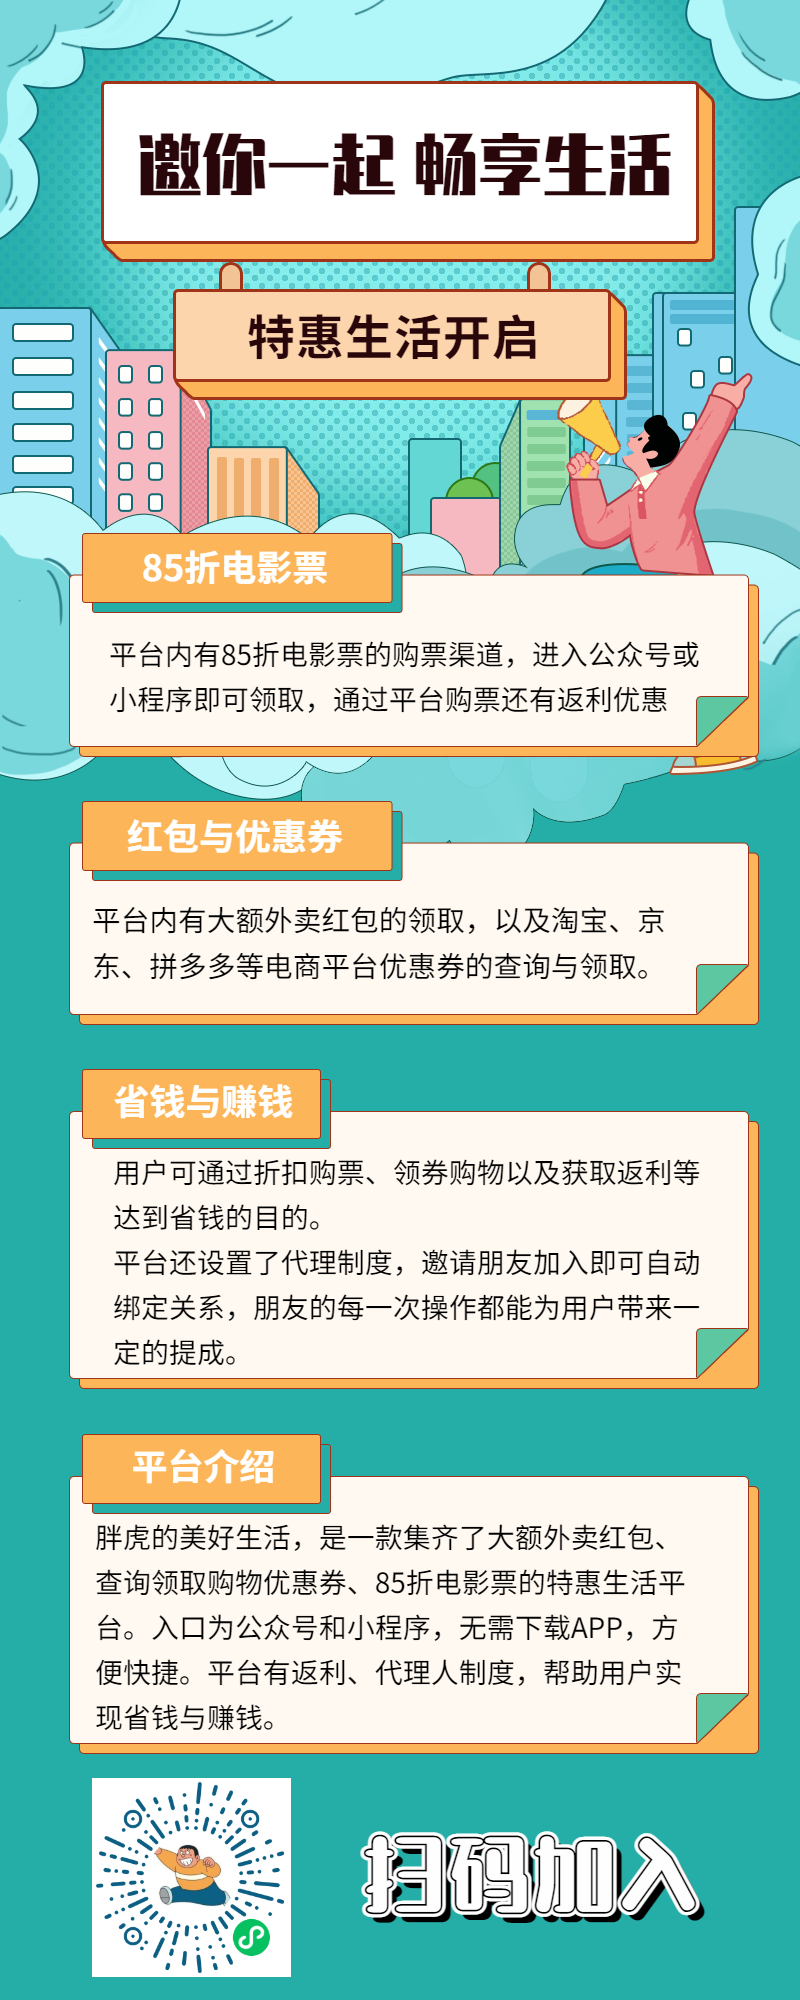 邀你一起 畅享生活
特惠生活开启
85折电影票
平台内有85折电影票的购票渠道，进入公众号或
小程序即可领取，通过平台购票还有返利优惠
红包与优惠券
平台内有大额外卖红包的领取，以及淘宝、京
东、拼多多等电商平台优惠券的查询与领取。
省钱与赚钱
用户可通过折扣购票、领券购物以及获取返利等
达到省钱的目的。
平台还设置了代理制度，邀请朋友加入即可自动
绑定关系，朋友的每一次操作都能为用户带来一
定的提成。
平台介绍
胖虎的美好生活，是一款集齐了大额外卖红包、
查询领取购物优惠券、85折电影票的特惠生活平
台。入口为公众号和小程序，无需下载APP，方
便快捷。平台有返利、代理人制度，帮助用户实
现省钱与赚钱。
扫码加入